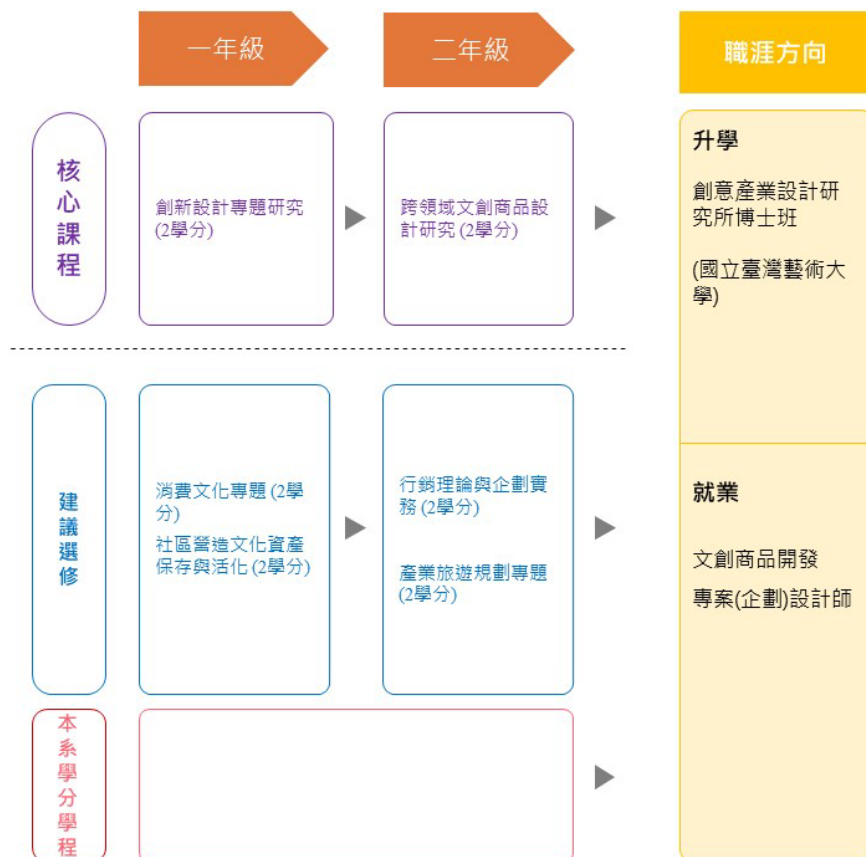 一年級
二年級
職涯方向
核
心
課
程
創新設計專題研究
(2學分)
跨領域文創商品設
計研究 (2學分)
升學
創意產業設計研
究所博士班
(國立臺灣藝術大
學)
建
議
選
修
消費文化專題 (2學
分)
社區營造文化資產
保存與活化 (2學分)
行銷理論與企劃實
務 (2學分)
產業旅遊規劃專題
(2學分)
就業
文創商品開發
專案(企劃)設計師
本
系
學
分
學
程